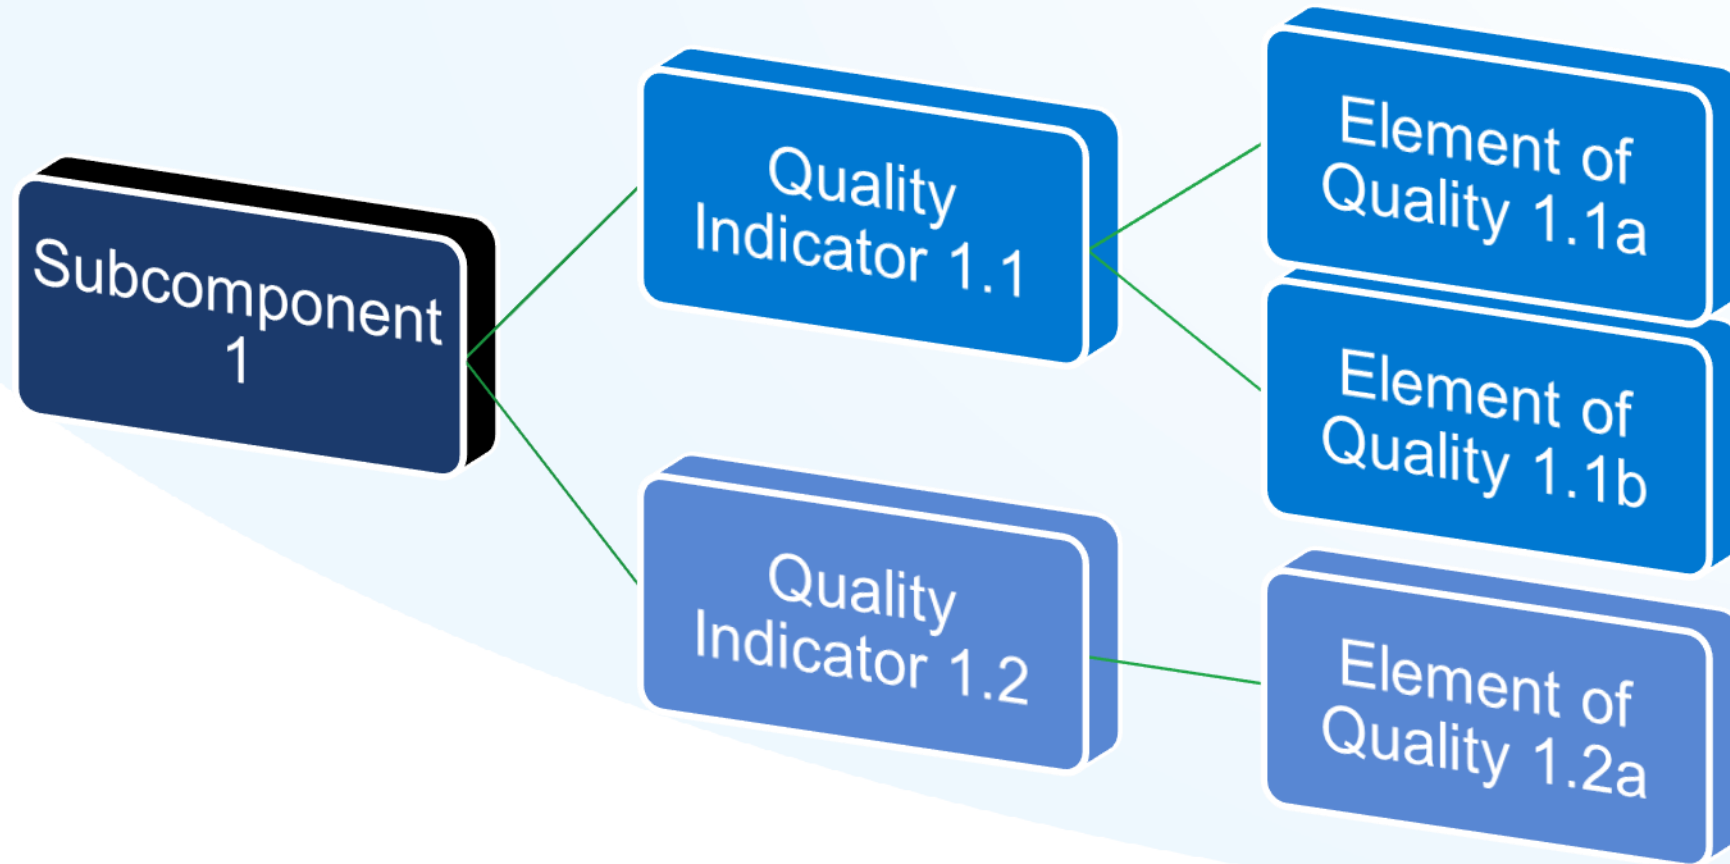 Subcomponent
1
Quality
Indicator 1.1
Element of
Quality 1.1a
Element of
Quality 1.1b
Quality
Indicator 1.2
Element of
Quality 1.2a